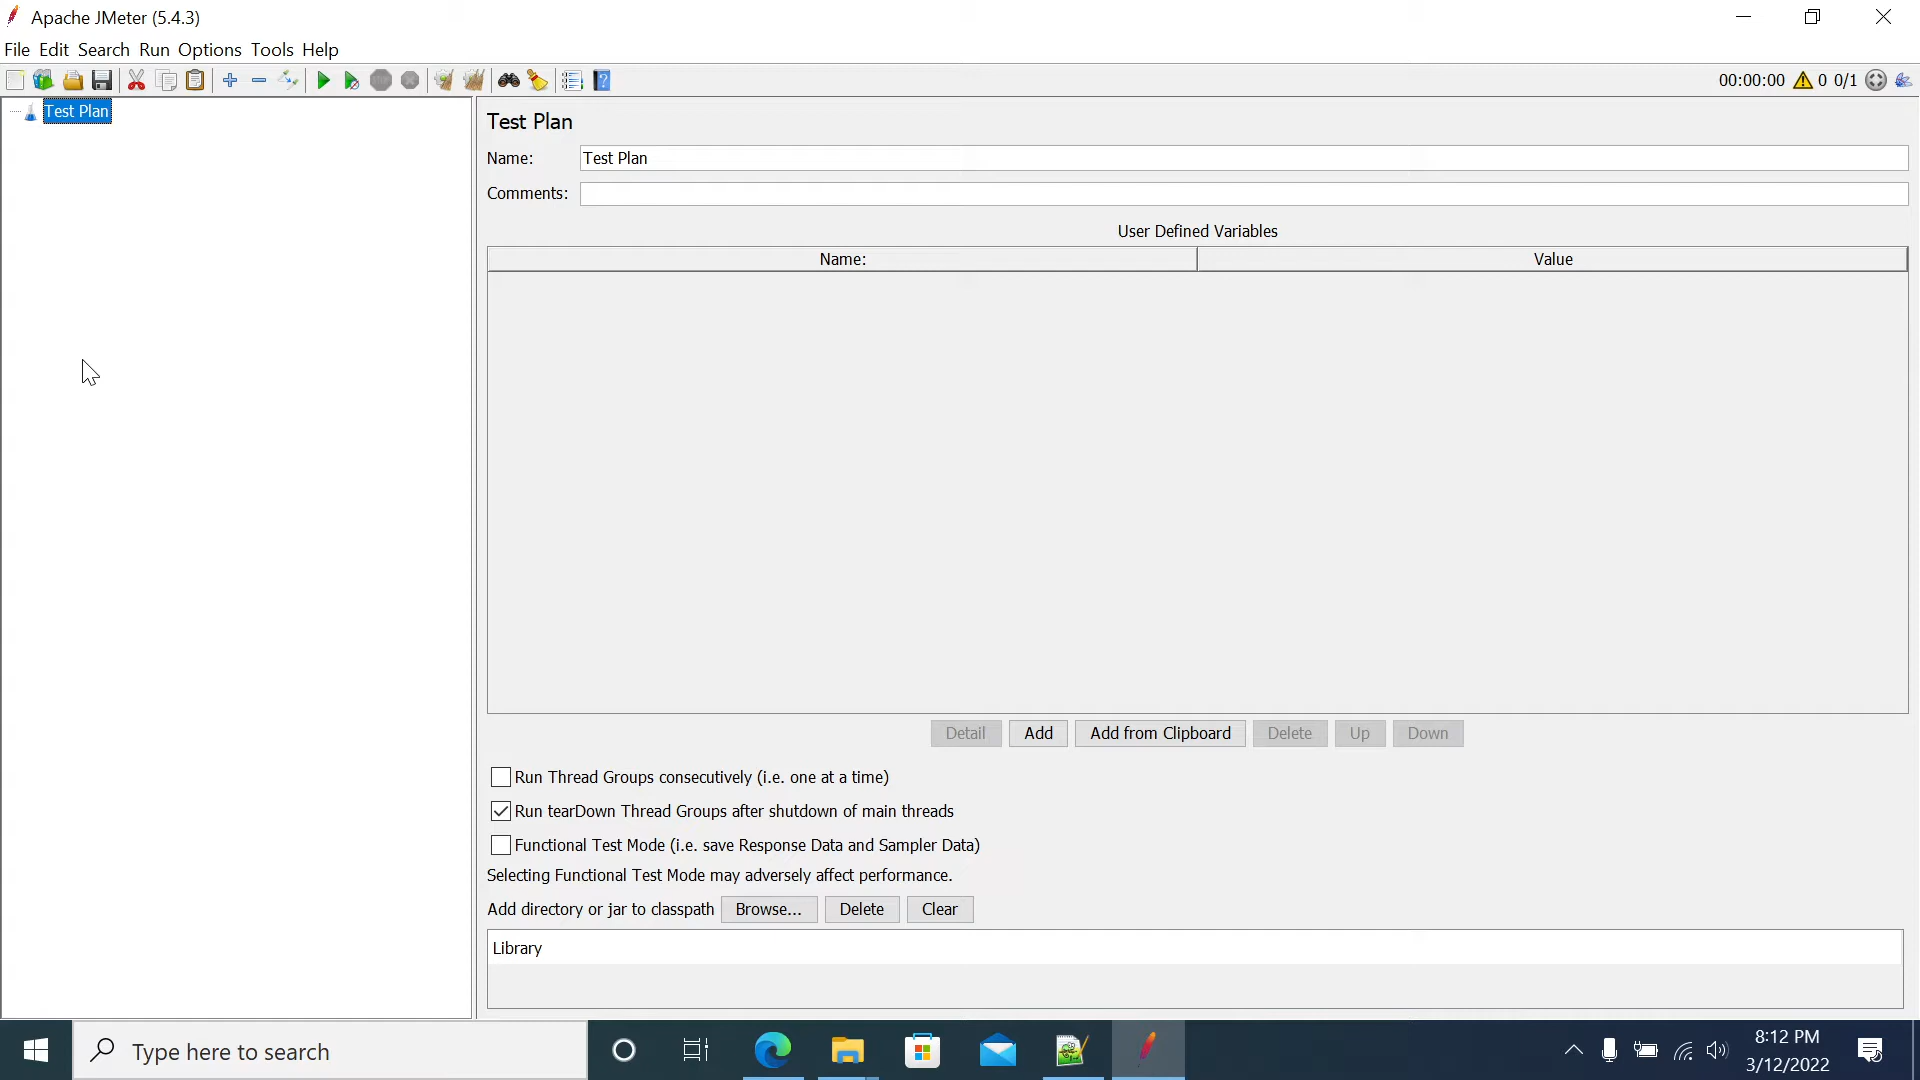 Apache JMeter (5.4.3)
File Edit Search Run Options Tools Help
00:00:00 0 0/1
Test Plan
Test Plan
Name: Test Plan
Comments:
User Defined Variables
Name: Value
Detail Add Add from Clipboard Delete Up Down
Run Thread Groups consecutively (i.e. one at a time)
Run tearDown Thread Groups after shutdown of main threads
Functional Test Mode (i.e. save Response Data and Sampler Data)
Selecting Functional Test Mode may adversely affect performance.
Add directory or jar to classpath Browse... Delete Clear
Library
Type here to search
8:12 PM
3/12/2022